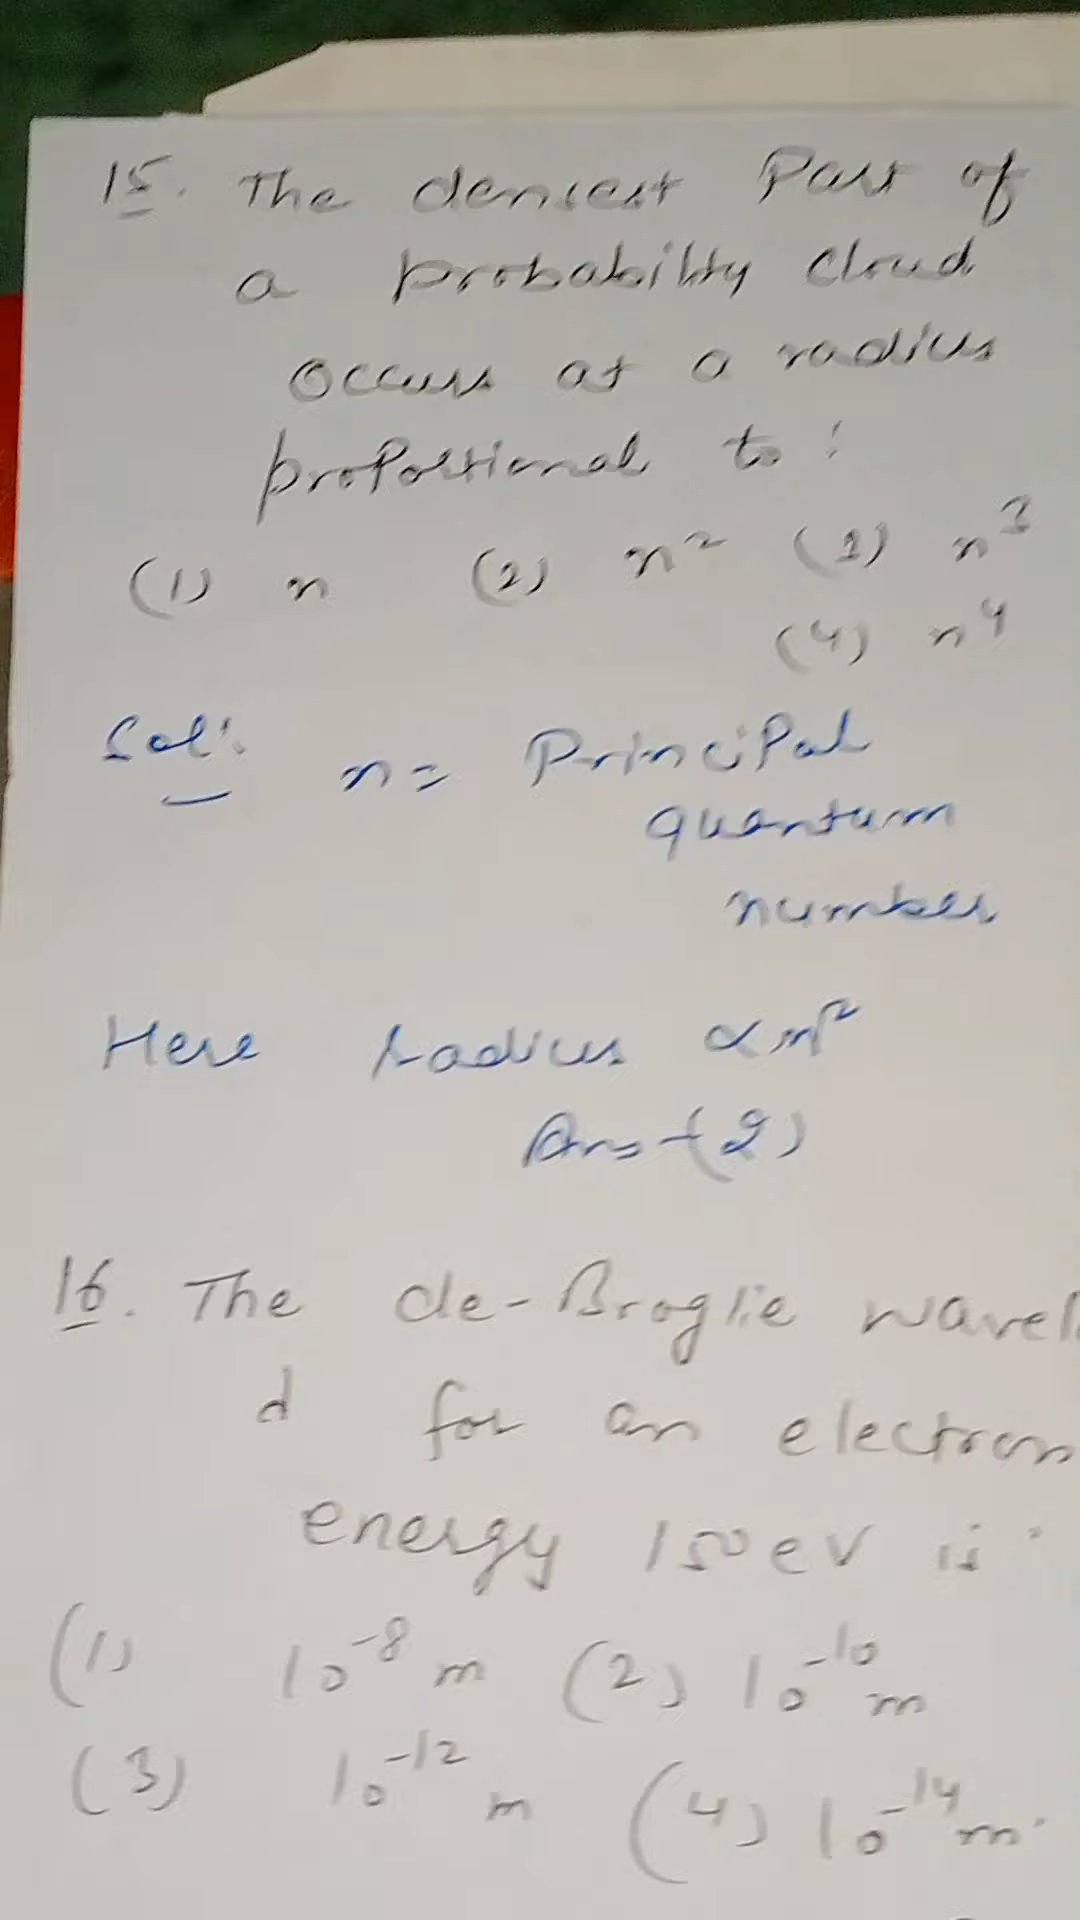 15. The densest Part of
a probability cloud
occurs at a radius
proportional to :
(1) n (2) n² (3) n³
(4) n⁴
Sol:
n = Principal
quantum
number
Here radius ∝ n²
Ans-(2)
16. The de-Broglie wavel
d for an electron
energy 150 eV is
(1) 10⁻⁸ m (2) 10⁻¹⁰ m
(3) 10⁻¹² m (4) 10⁻¹⁴ m.